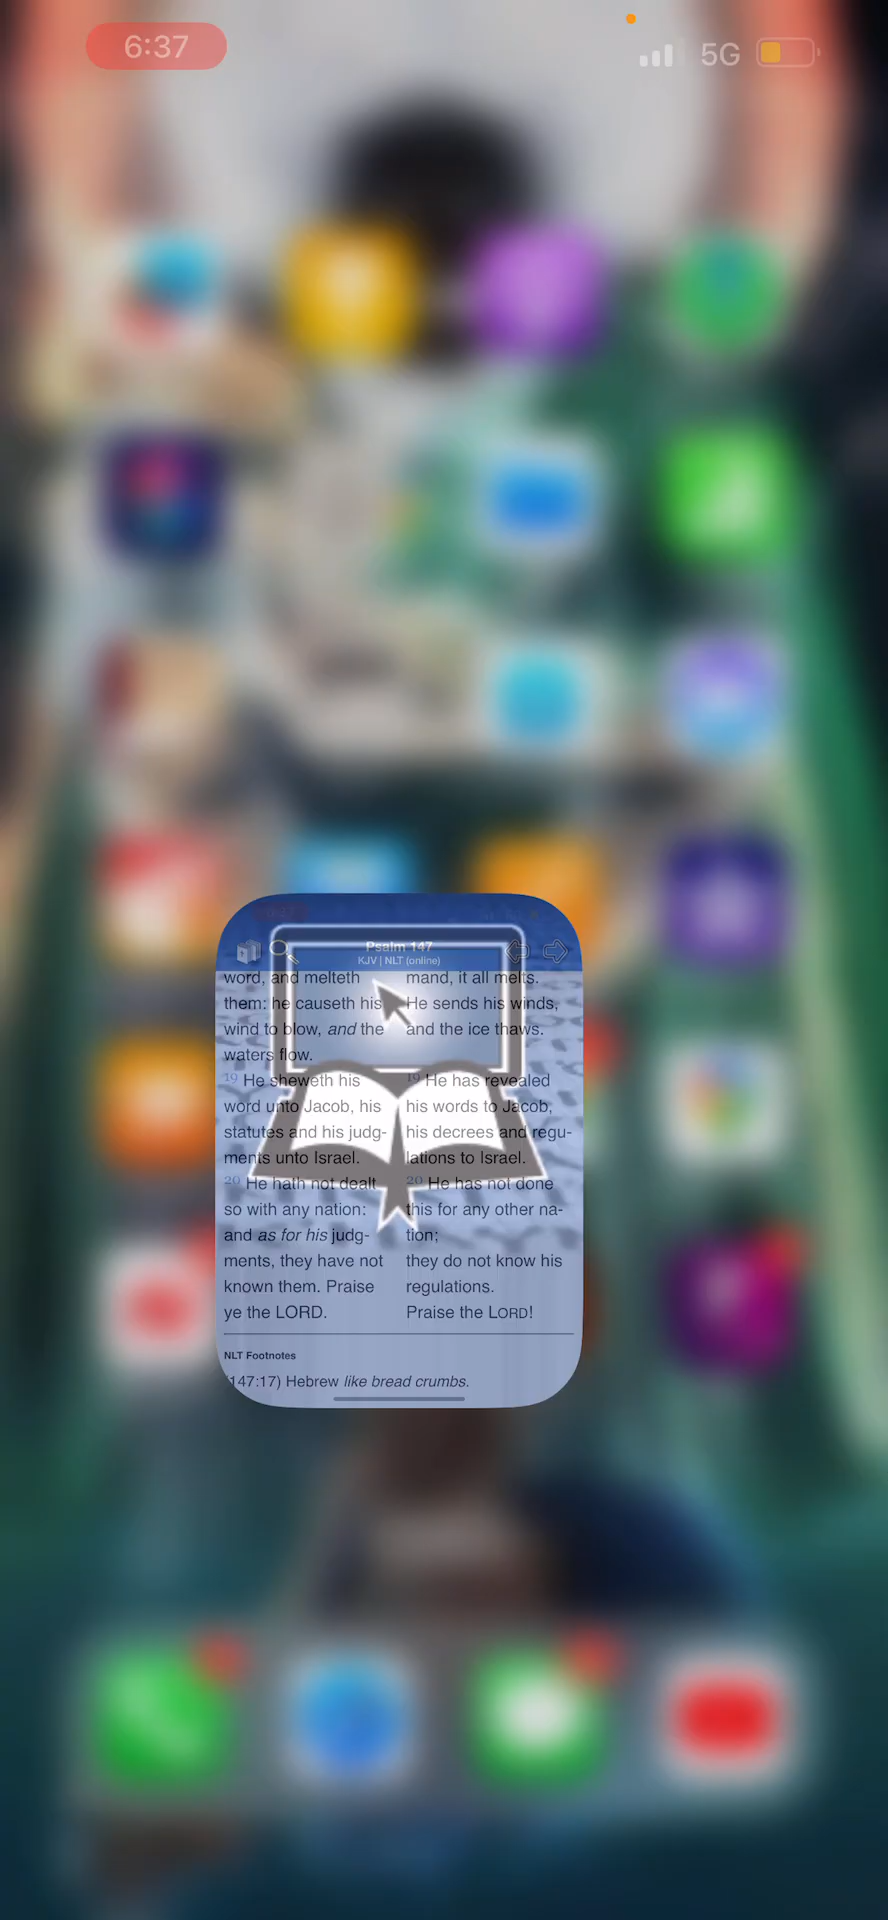 6:37
5G
Psalm 147
KJV | NLT (online)
word, and melteth
them: he causeth his
wind to blow, and the
waters flow.
19 He sheweth his
word unto Jacob, his
statutes and his judg-
ments unto Israel.
20 He hath not dealt
so with any nation:
and as for his judg-
ments, they have not
known them. Praise
ye the LORD.
mand, it all melts.
He sends his winds,
and the ice thaws.
19 He has revealed
his words to Jacob,
his decrees and regu-
lations to Israel.
20 He has not done
this for any other na-
tion;
they do not know his
regulations.
Praise the LORD!
NLT Footnotes
(147:17) Hebrew like bread crumbs.